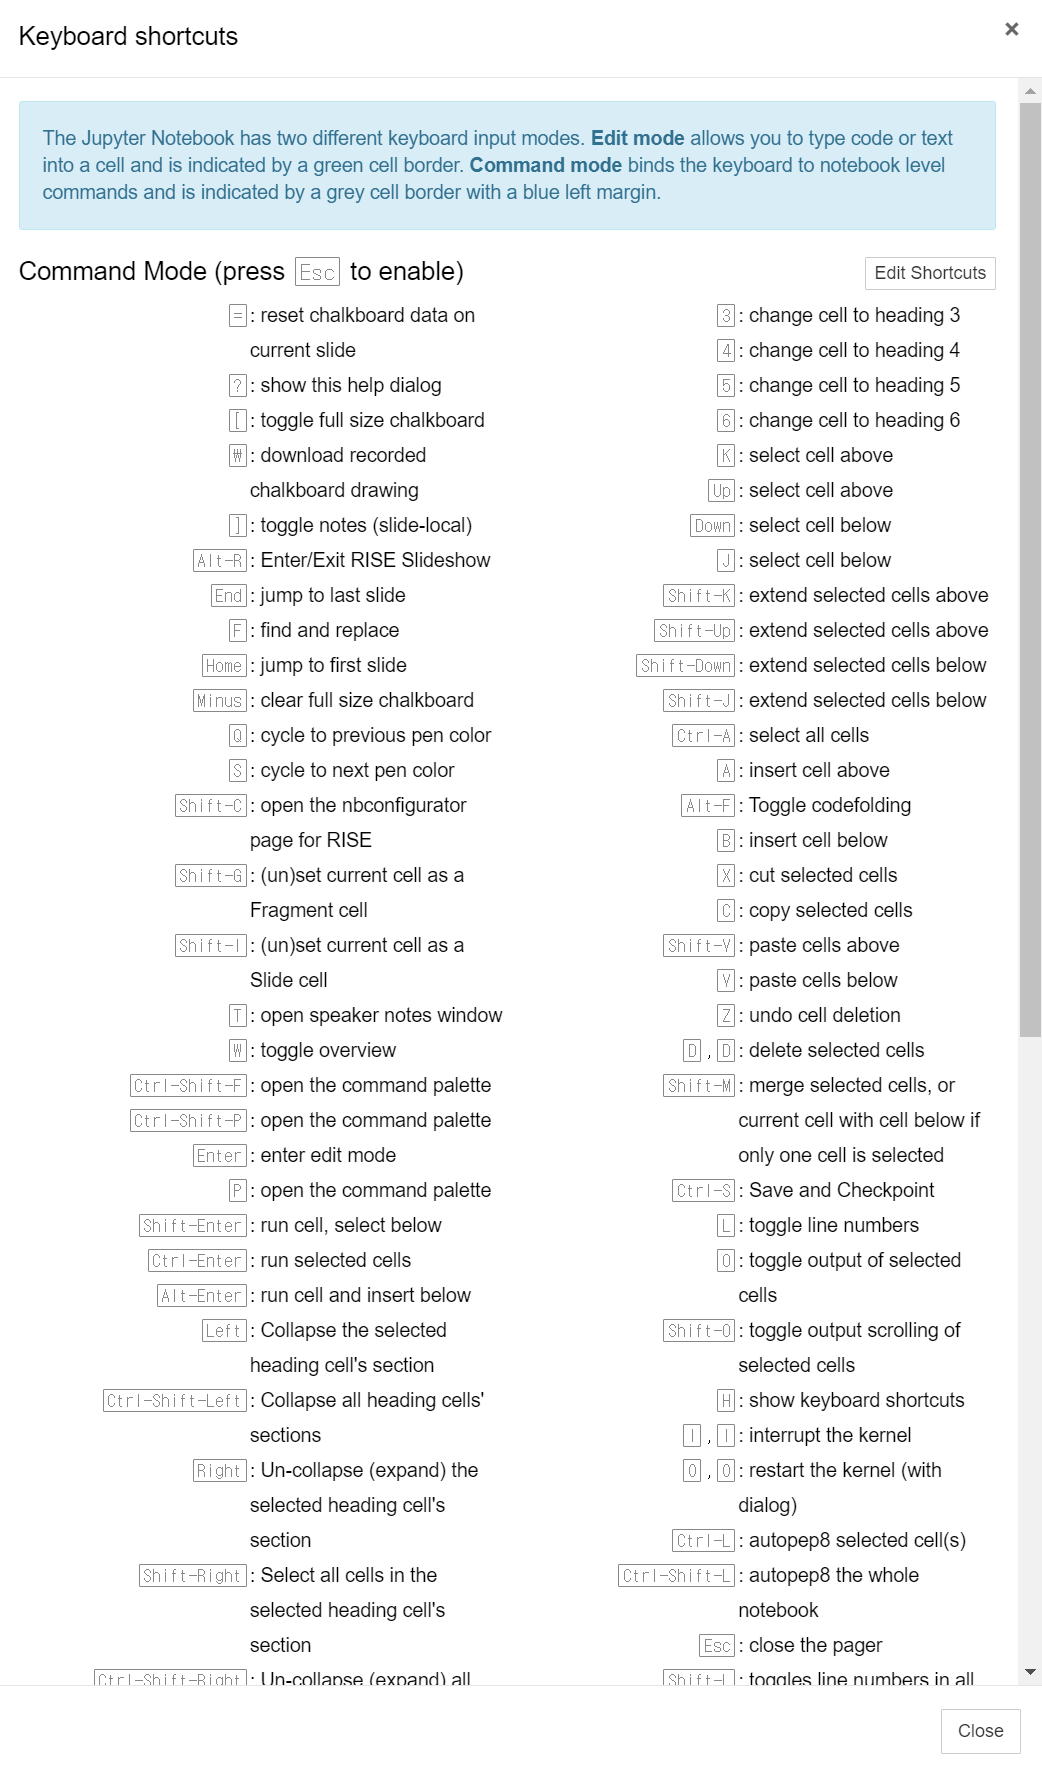 Keyboard shortcuts
×
The Jupyter Notebook has two different keyboard input modes. Edit mode allows you to type code or text
into a cell and is indicated by a green cell border. Command mode binds the keyboard to notebook level
commands and is indicated by a grey cell border with a blue left margin.
Command Mode (press Esc to enable)
Edit Shortcuts
= : reset chalkboard data on
current slide
? : show this help dialog
[ : toggle full size chalkboard
₩ : download recorded
chalkboard drawing
] : toggle notes (slide-local)
Alt-R : Enter/Exit RISE Slideshow
End : jump to last slide
F : find and replace
Home : jump to first slide
Minus : clear full size chalkboard
Q : cycle to previous pen color
S : cycle to next pen color
Shift-C : open the nbconfigurator
page for RISE
Shift-G : (un)set current cell as a
Fragment cell
Shift-I : (un)set current cell as a
Slide cell
T : open speaker notes window
W : toggle overview
Ctrl-Shift-F : open the command palette
Ctrl-Shift-P : open the command palette
Enter : enter edit mode
P : open the command palette
Shift-Enter : run cell, select below
Ctrl-Enter : run selected cells
Alt-Enter : run cell and insert below
Left : Collapse the selected
heading cell's section
Ctrl-Shift-Left : Collapse all heading cells'
sections
Right : Un-collapse (expand) the
selected heading cell's
section
Shift-Right : Select all cells in the
selected heading cell's
section
Ctrl-Shift-Right : Un-collapse (expand) all
3 : change cell to heading 3
4 : change cell to heading 4
5 : change cell to heading 5
6 : change cell to heading 6
K : select cell above
Up : select cell above
Down : select cell below
J : select cell below
Shift-K : extend selected cells above
Shift-Up : extend selected cells above
Shift-Down : extend selected cells below
Shift-J : extend selected cells below
Ctrl-A : select all cells
A : insert cell above
Alt-F : Toggle codefolding
B : insert cell below
X : cut selected cells
C : copy selected cells
Shift-V : paste cells above
V : paste cells below
Z : undo cell deletion
D , D : delete selected cells
Shift-M : merge selected cells, or
current cell with cell below if
only one cell is selected
Ctrl-S : Save and Checkpoint
L : toggle line numbers
O : toggle output of selected
cells
Shift-O : toggle output scrolling of
selected cells
H : show keyboard shortcuts
I , I : interrupt the kernel
0 , 0 : restart the kernel (with
dialog)
Ctrl-L : autopep8 selected cell(s)
Ctrl-Shift-L : autopep8 the whole
notebook
Esc : close the pager
Shift-L : toggles line numbers in all
Close